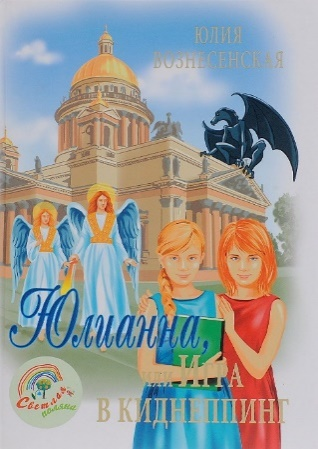 ЮЛИЯ
ВОЗНЕСЕНСКАЯ
Юлианна,
или ИГРА
В КИДНЕППИНГ
Светлая
поляна